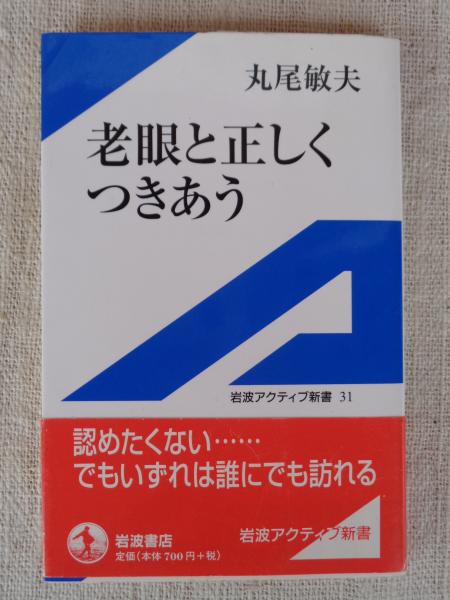 丸尾敏夫
老眼と正しく
つきあう
岩波アクティブ新書 31
認めたくない……
でもいずれは誰にでも訪れる
岩波書店
定価(本体700円+税)
岩波アクティブ新書